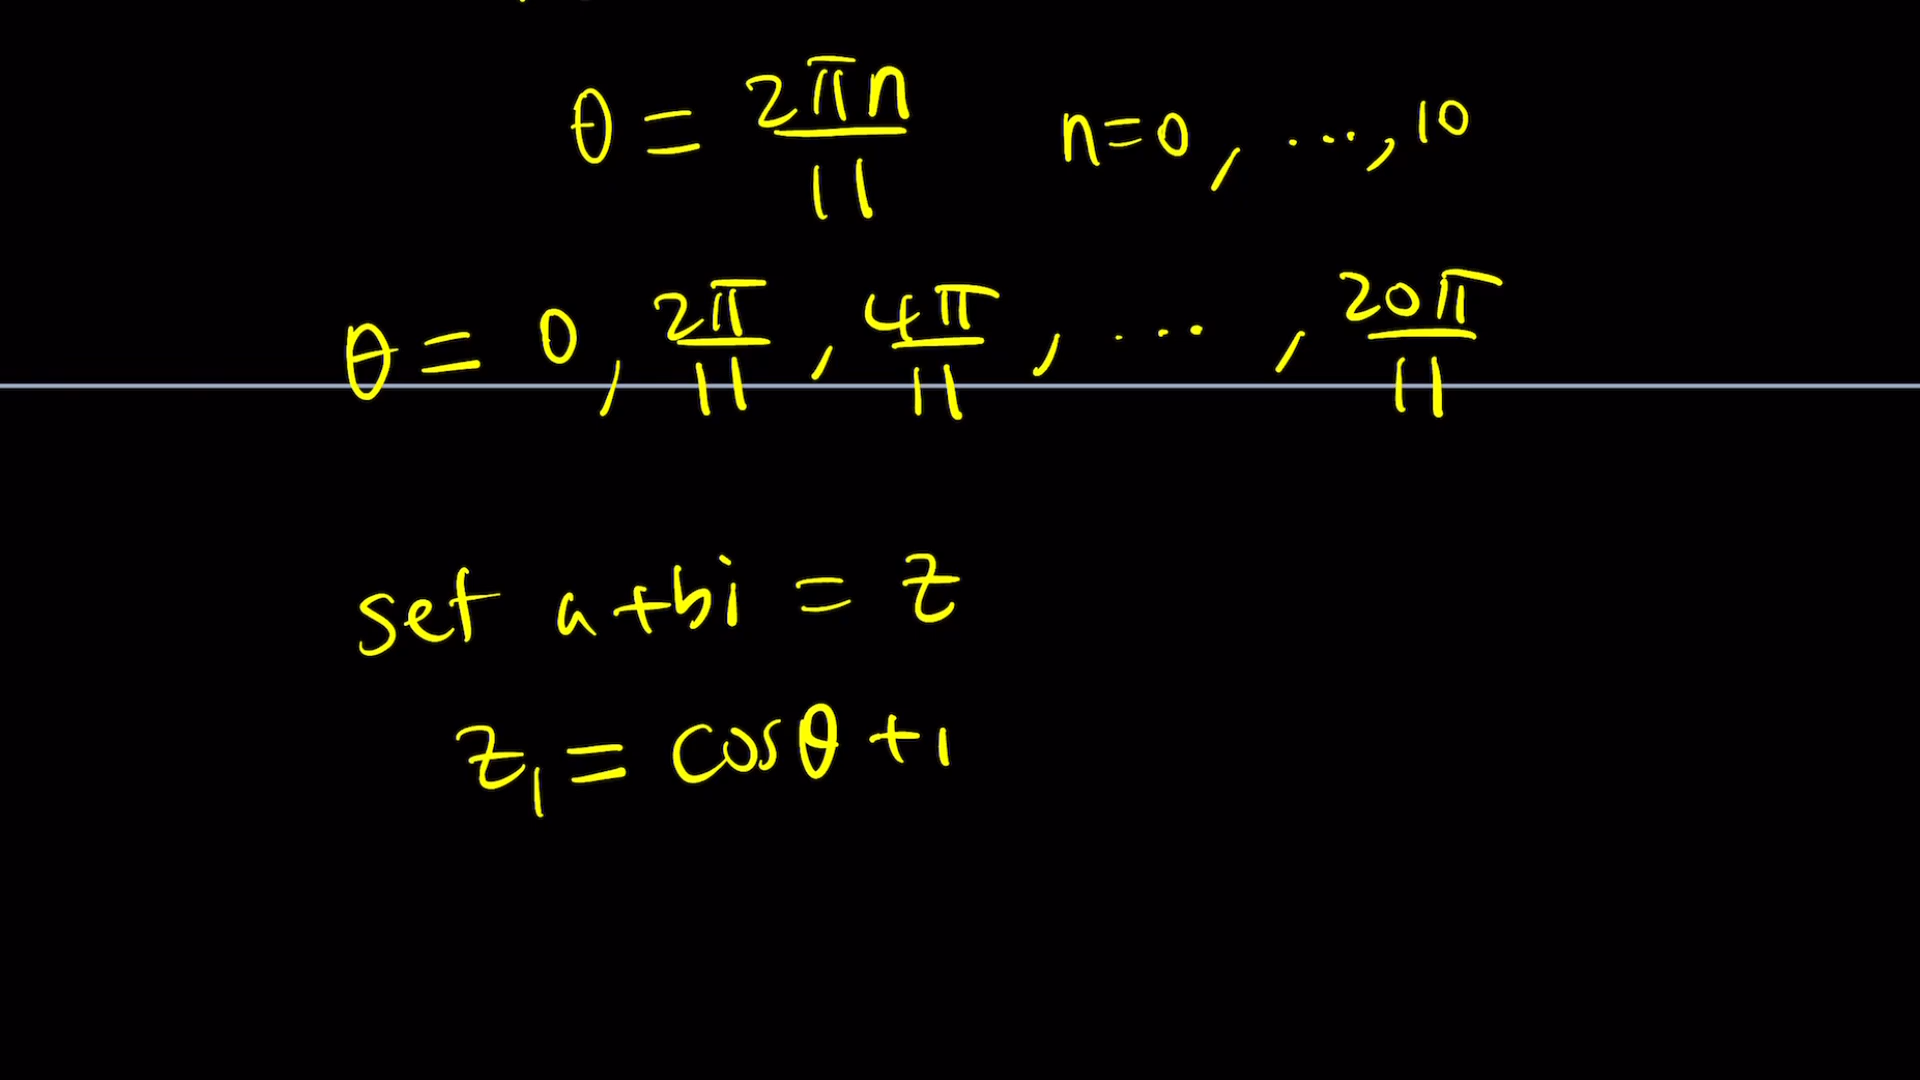 θ = 2πn/11 n=0, ..., 10
θ = 0, 2π/11, 4π/11, ..., 20π/11
set a+bi = z
z₁ = cosθ + ı